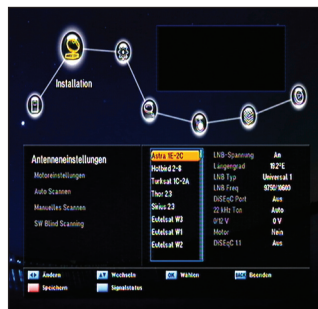 Installation
Antenneneinstellungen
Motoreinstellungen
Auto Scannen
Manuelles Scannen
SW Blind Scanning
Astra 1E-2C
Hotbird 2-8
Turksat 1C-2A
Thor 2.3
Sirius 2.3
Eutelsat W3
Eutelsat W1
Eutelsat W2
LNB-Spannung An
Längengrad 19.2°E
LNB Typ Universal 1
LNB Freq 9750/10600
DiSEqC Port Aus
22 kHz Ton Auto
0/12 V 0 V
Motor Nein
DiSEqC 1.1 Aus
Ändern
Wechseln
OK Wählen
BACK Beenden
Speichern
Signalstatus